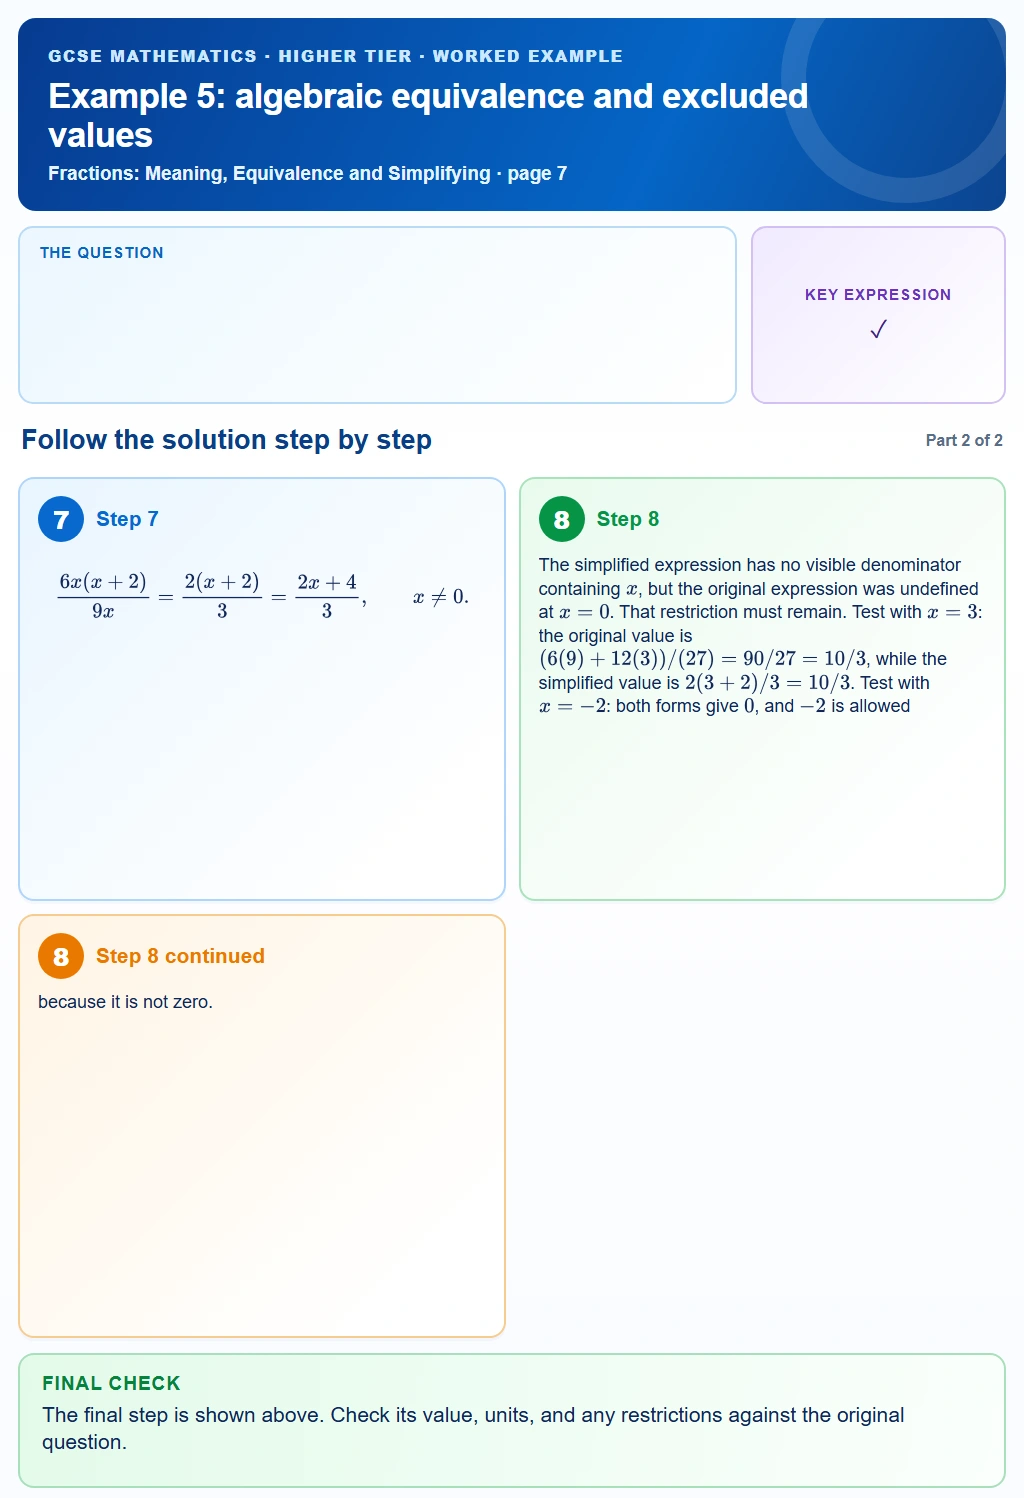 GCSE MATHEMATICS · HIGHER TIER · WORKED EXAMPLE
Example 5: algebraic equivalence and excluded
values
Fractions: Meaning, Equivalence and Simplifying · page 7
THE QUESTION
KEY EXPRESSION
✓
Follow the solution step by step
Part 2 of 2
7 Step 7
\frac{6x(x + 2)}{9x} = \frac{2(x + 2)}{3} = \frac{2x + 4}{3}, x ≠ 0.
8 Step 8
The simplified expression has no visible denominator
containing x, but the original expression was undefined
at x = 0. That restriction must remain. Test with x = 3:
the original value is
(6(9) + 12(3))/(27) = 90/27 = 10/3, while the
simplified value is 2(3 + 2)/3 = 10/3. Test with
x = −2: both forms give 0, and −2 is allowed
8 Step 8 continued
because it is not zero.
FINAL CHECK
The final step is shown above. Check its value, units, and any restrictions against the original
question.